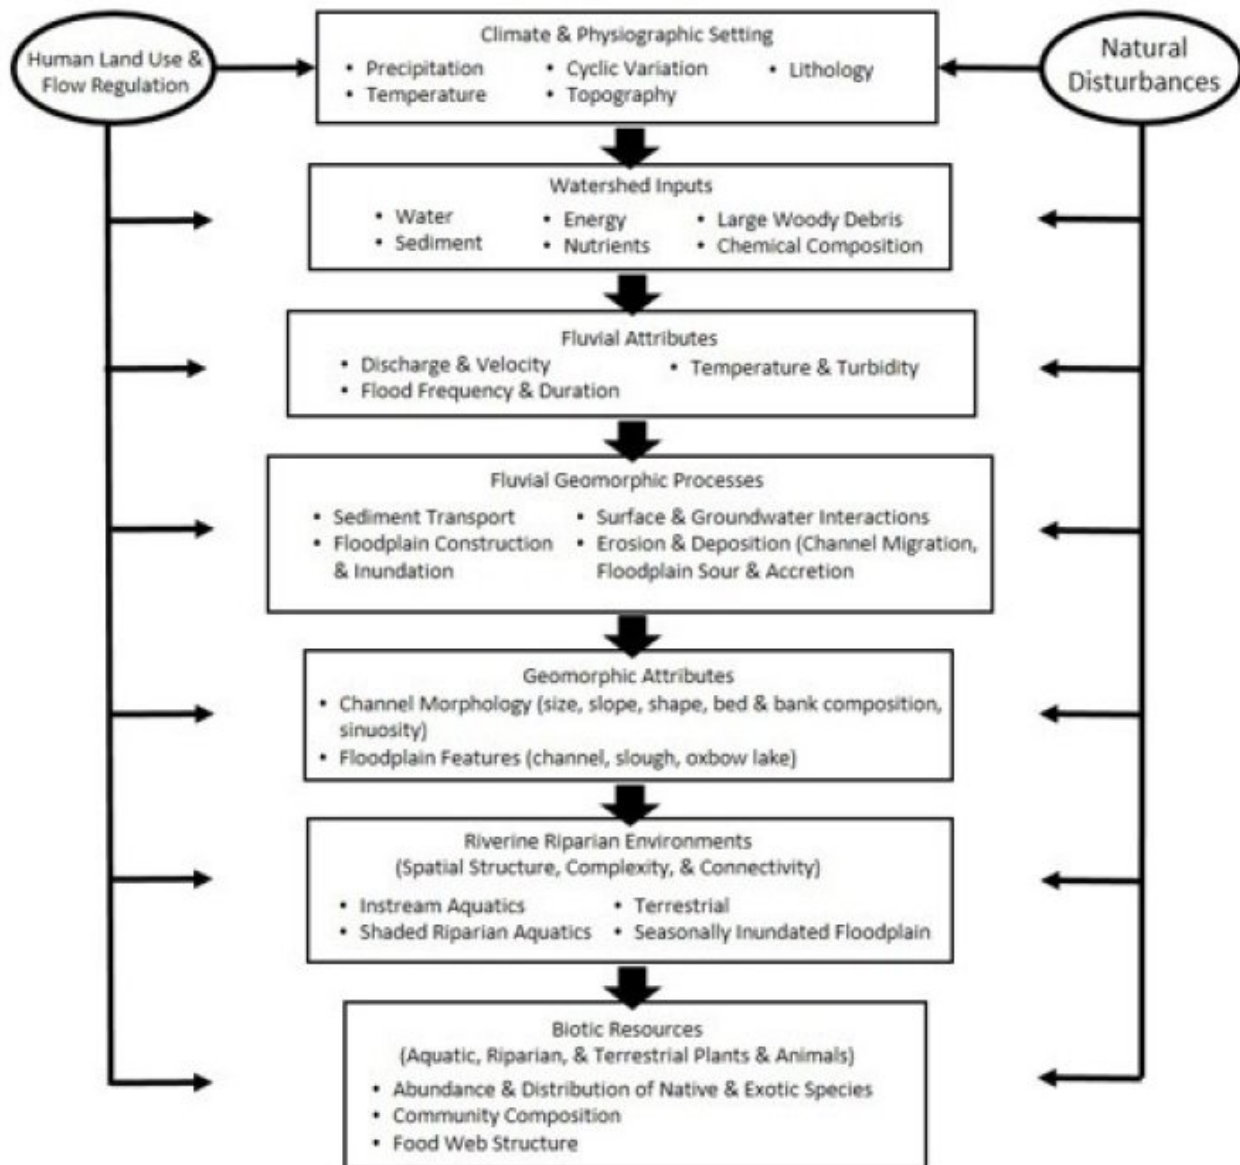 Human Land Use &
Flow Regulation
Climate & Physiographic Setting
• Precipitation • Cyclic Variation • Lithology
• Temperature • Topography
Natural
Disturbances
Watershed Inputs
• Water • Energy • Large Woody Debris
• Sediment • Nutrients • Chemical Composition
Fluvial Attributes
• Discharge & Velocity • Temperature & Turbidity
• Flood Frequency & Duration
Fluvial Geomorphic Processes
• Sediment Transport • Surface & Groundwater Interactions
• Floodplain Construction • Erosion & Deposition (Channel Migration,
& Inundation Floodplain Sour & Accretion
Geomorphic Attributes
• Channel Morphology (size, slope, shape, bed & bank composition,
sinuosity)
• Floodplain Features (channel, slough, oxbow lake)
Riverine Riparian Environments
(Spatial Structure, Complexity, & Connectivity)
• Instream Aquatics • Terrestrial
• Shaded Riparian Aquatics • Seasonally Inundated Floodplain
Biotic Resources
(Aquatic, Riparian, & Terrestrial Plants & Animals)
• Abundance & Distribution of Native & Exotic Species
• Community Composition
• Food Web Structure